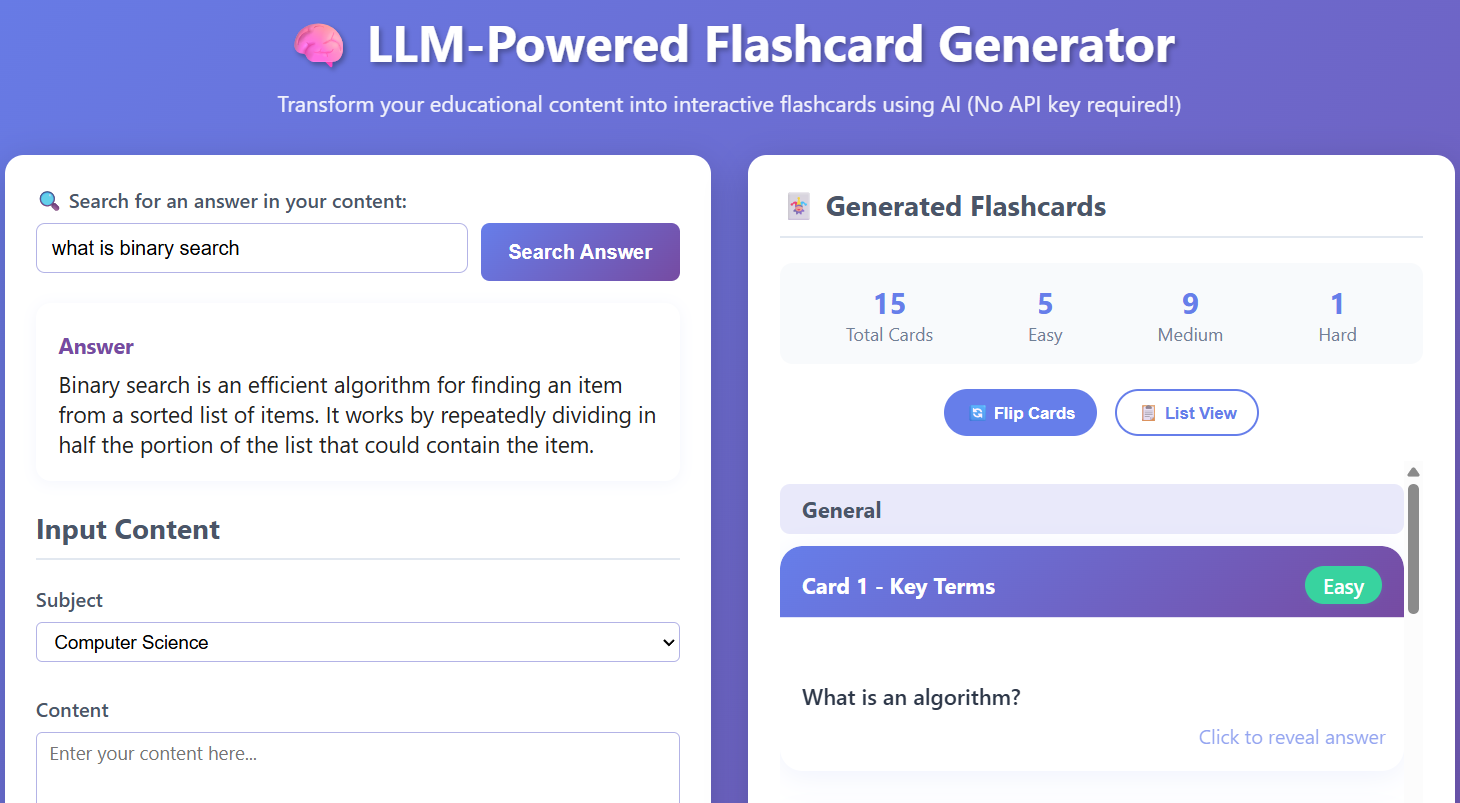 🧠 LLM-Powered Flashcard Generator
Transform your educational content into interactive flashcards using AI (No API key required!)
🔍 Search for an answer in your content:
what is binary search
Search Answer
Answer
Binary search is an efficient algorithm for finding an item
from a sorted list of items. It works by repeatedly dividing in
half the portion of the list that could contain the item.
Input Content
Subject
Computer Science
Content
Enter your content here...
🃏 Generated Flashcards
15
Total Cards
5
Easy
9
Medium
1
Hard
🔄 Flip Cards
📋 List View
General
Card 1 - Key Terms
Easy
What is an algorithm?
Click to reveal answer